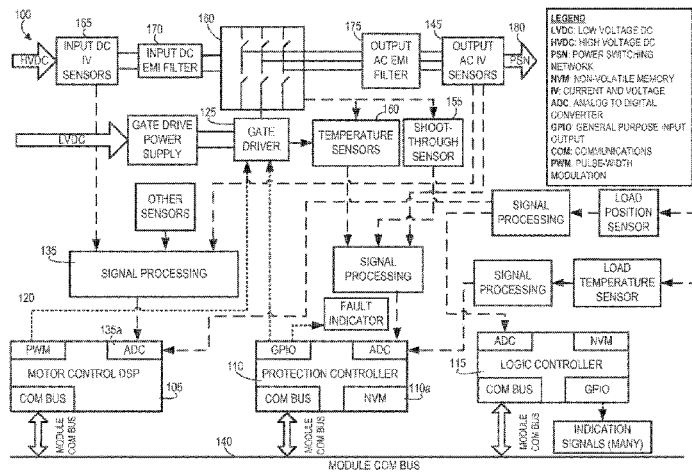 100
165
INPUT DC
IV
SENSORS
HVDC
170
INPUT DC
EMI FILTER
160
175
OUTPUT
AC EMI
FILTER
145
OUTPUT
AC IV
SENSORS
180
PSN
LEGEND
LVDC: LOW VOLTAGE DC
HVDC: HIGH VOLTAGE DC
PSN: POWER SWITCHING
NETWORK
NVM: NON-VOLATILE MEMORY
IV: CURRENT AND VOLTAGE
ADC: ANALOG TO DIGITAL
CONVERTER
GPIO: GENERAL PURPOSE INPUT
OUTPUT
COM: COMMUNICATIONS
PWM: PULSE-WIDTH
MODULATION
LVDC
GATE DRIVE
POWER
SUPPLY
125
GATE
DRIVER
160
TEMPERATURE
SENSORS
155
SHOOT-
THROUGH
SENSOR
OTHER
SENSORS
135
SIGNAL PROCESSING
SIGNAL
PROCESSING
SIGNAL
PROCESSING
LOAD
POSITION
SENSOR
SIGNAL
PROCESSING
LOAD
TEMPERATURE
SENSOR
120
FAULT
INDICATOR
135a
PWM
ADC
MOTOR CONTROL DSP
COM BUS
105
110
GPIO
ADC
PROTECTION CONTROLLER
COM BUS
NVM
110a
115
ADC
NVM
LOGIC CONTROLLER
COM BUS
GPIO
MODULE
COM BUS
MODULE
COM BUS
MODULE
COM BUS
INDICATION
SIGNALS (MANY)
140
MODULE COM BUS